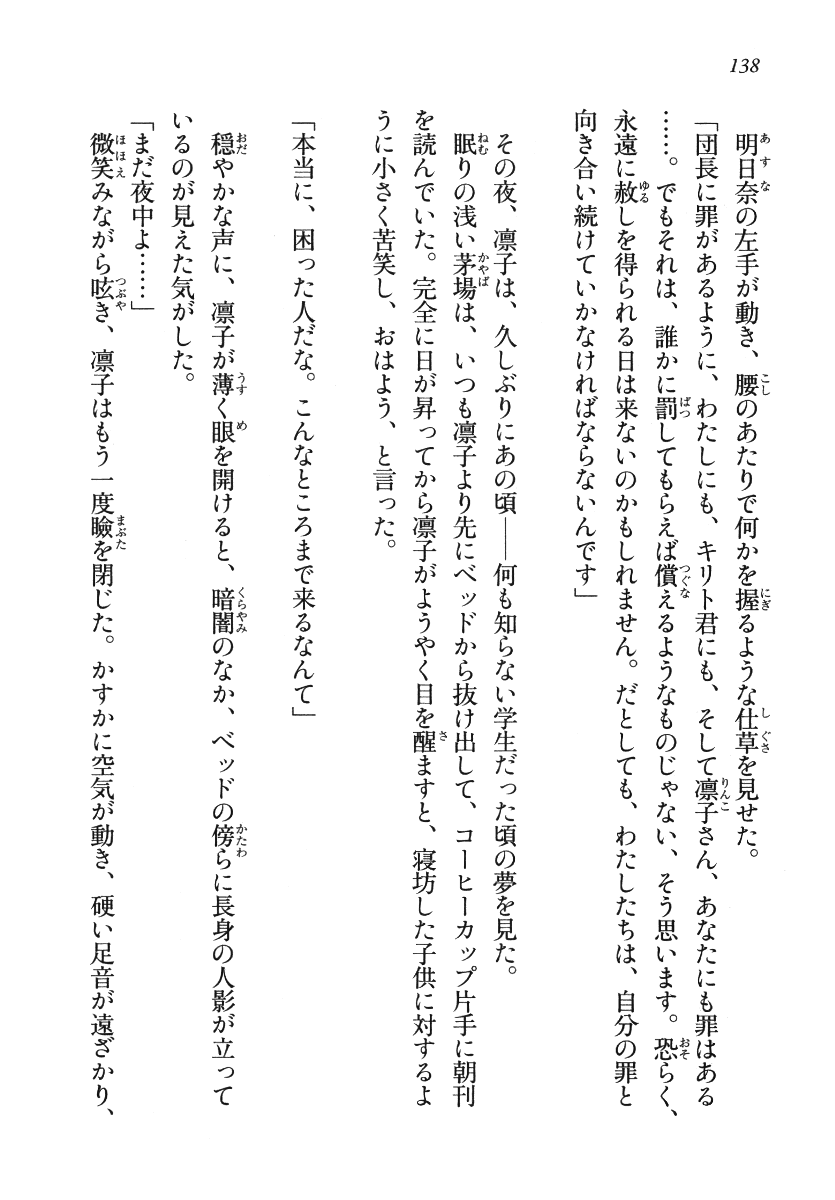 138
明日奈の左手が動き、腰のあたりで何かを握るような仕草を見せた。
「団長に罪があるように、わたしにも、キリト君にも、そして凛子さん、あなたにも罪はある
……。でもそれは、誰かに罰してもらえば償えるようなものじゃない、そう思います。恐らく、
永遠に赦しを得られる日は来ないのかもしれません。だとしても、わたしたちは、自分の罪と
向き合い続けていかなければならないんです」
その夜、凛子は、久しぶりにあの頃――何も知らない学生だった頃の夢を見た。
眠りの浅い茅場は、いつも凛子より先にベッドから抜け出して、コーヒーカップ片手に朝刊
を読んでいた。完全に日が昇ってから凛子がようやく目を醒ますと、寝坊した子供に対するよ
うに小さく苦笑し、おはよう、と言った。
「本当に、困った人だな。こんなところまで来るなんて」
穏やかな声に、凛子が薄く眼を開けると、暗闇のなか、ベッドの傍らに長身の人影が立って
いるのが見えた気がした。
「まだ夜中よ……」
微笑みながら呟き、凛子はもう一度瞼を閉じた。かすかに空気が動き、硬い足音が遠ざかり、